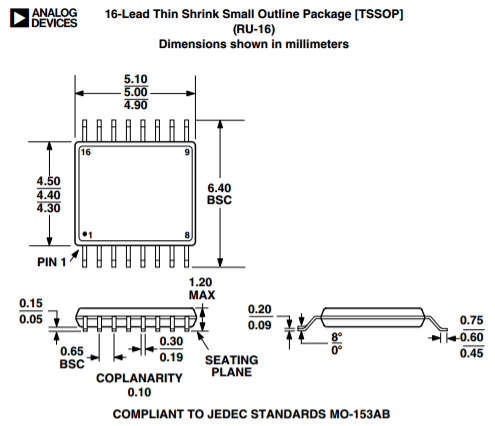 ANALOG
DEVICES
16-Lead Thin Shrink Small Outline Package [TSSOP]
(RU-16)
Dimensions shown in millimeters
5.10
5.00
4.90
16
9
4.50
4.40
4.30
6.40
BSC
1
8
PIN 1
1.20
MAX
0.15
0.05
0.20
0.09
0.75
0.60
0.45
8°
0°
0.65
BSC
0.30
0.19
SEATING
PLANE
COPLANARITY
0.10
COMPLIANT TO JEDEC STANDARDS MO-153AB